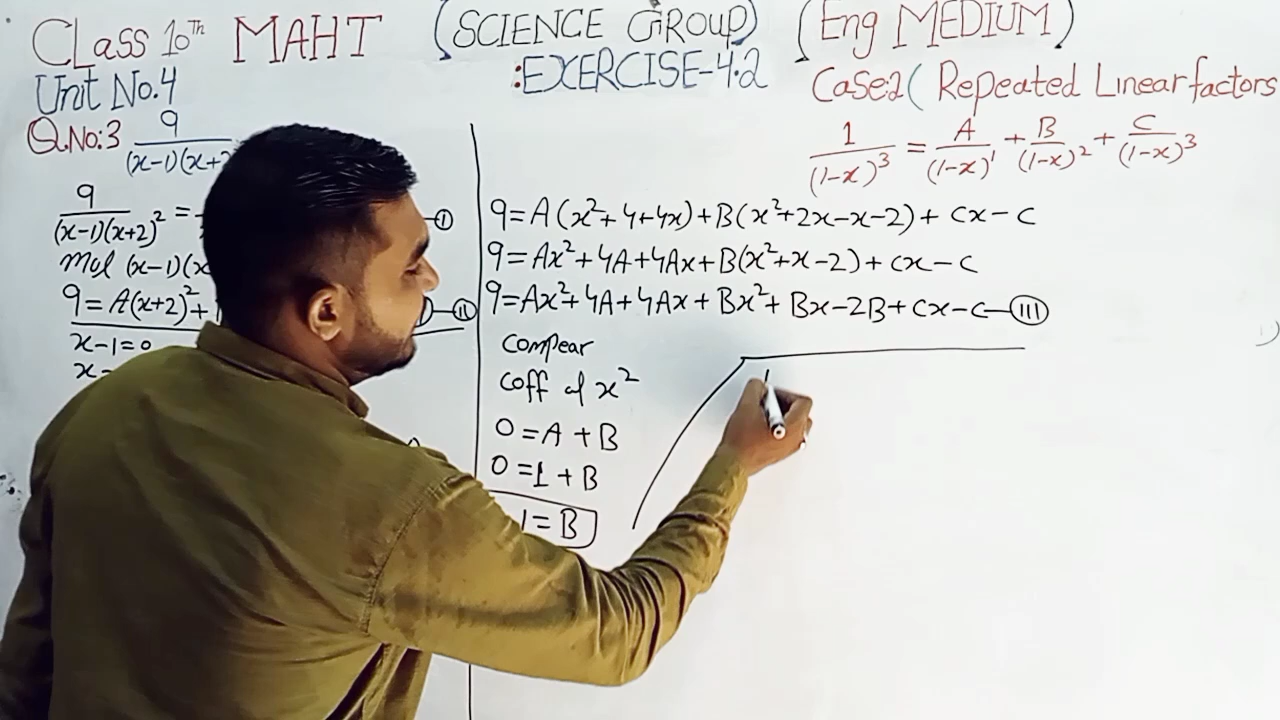 CLass 10Th MAHT (SCIENCE GROUP) (Eng MEDIUM)
Unit No.4 :EXERCISE-4.2 Case:2( Repeated Linear factors
Q.No:3 9/(x-1)(x+2
1/(1-x)³ = A/(1-x)¹ + B/(1-x)² + C/(1-x)³
9/(x-1)(x+2)² = — I
mul (x-1)(x
9=A(x+2)²+ — II
x-1=0
x-
9=A(x²+4+4x)+B(x²+2x-x-2)+ Cx-C
9=Ax²+4A+4Ax+B(x²+x-2)+Cx-C
9=Ax²+4A+4Ax+Bx²+Bx-2B+Cx-C — III
Compear
Coff of x²
0=A+B
0=1+B
1=B